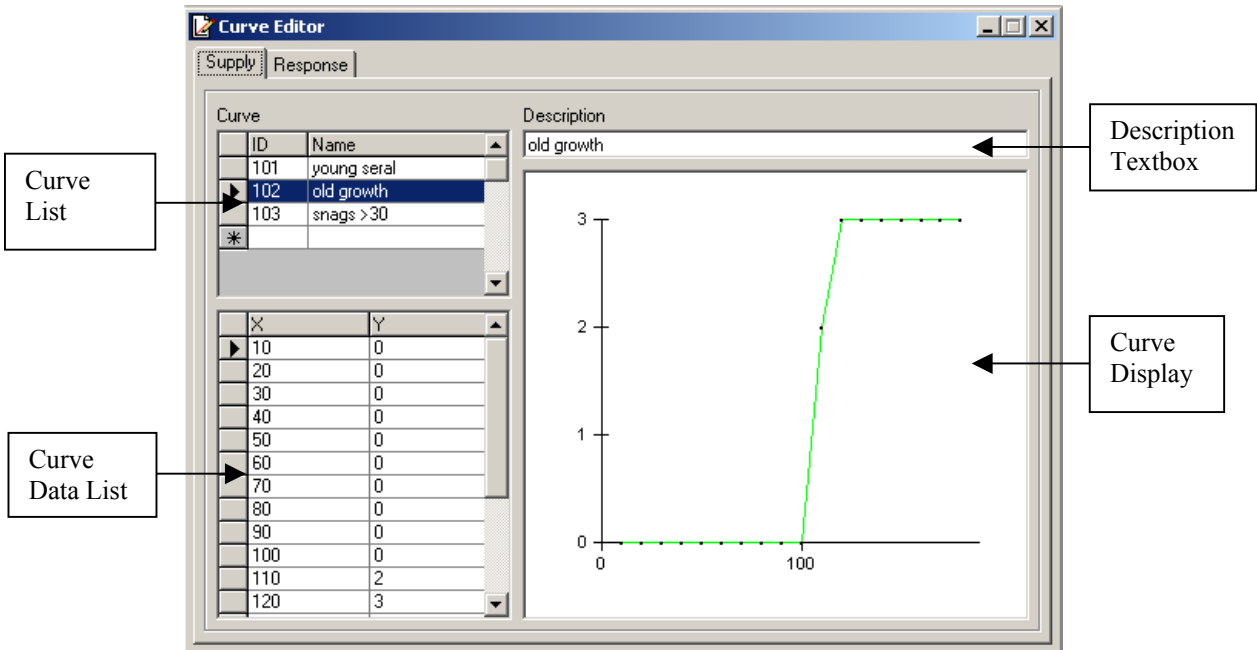 Curve Editor
Supply Response
Curve
ID Name
101 young seral
102 old growth
103 snags >30
X Y
10 0
20 0
30 0
40 0
50 0
60 0
70 0
80 0
90 0
100 0
110 2
120 3
Description
old growth
3
2
1
0
0 100
Curve
List
Curve
Data List
Description
Textbox
Curve
Display